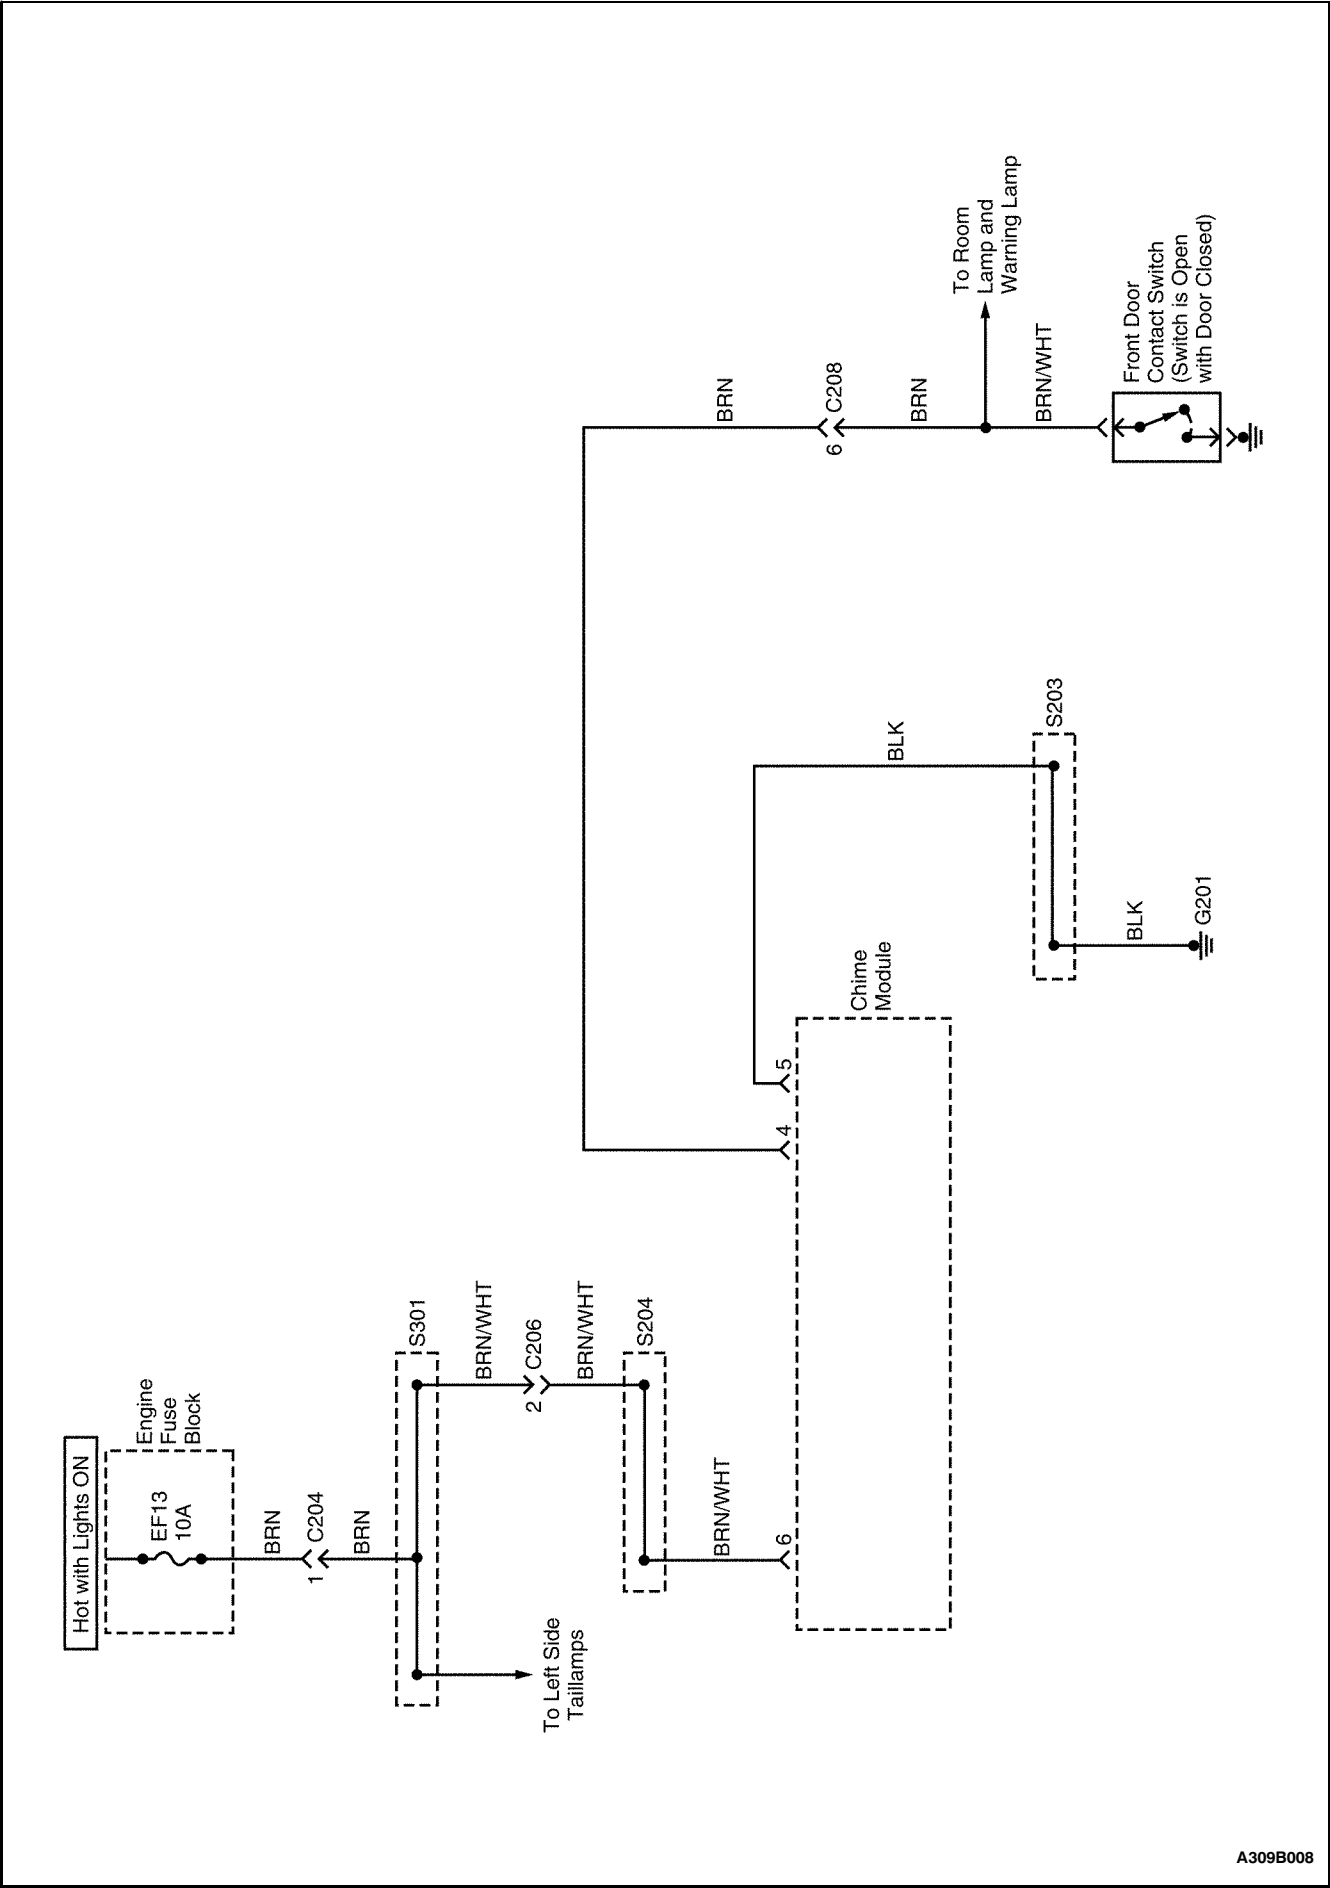 Hot with Lights ON
EF13
10A
Engine
Fuse
Block
BRN
1
C204
BRN
S301
To Left Side
Taillamps
BRN/WHT
2
C206
BRN/WHT
S204
BRN/WHT
6
4
5
Chime
Module
BLK
S203
BLK
G201
BRN
6
C208
BRN
To Room
Lamp and
Warning Lamp
BRN/WHT
Front Door
Contact Switch
(Switch is Open
with Door Closed)
A309B008